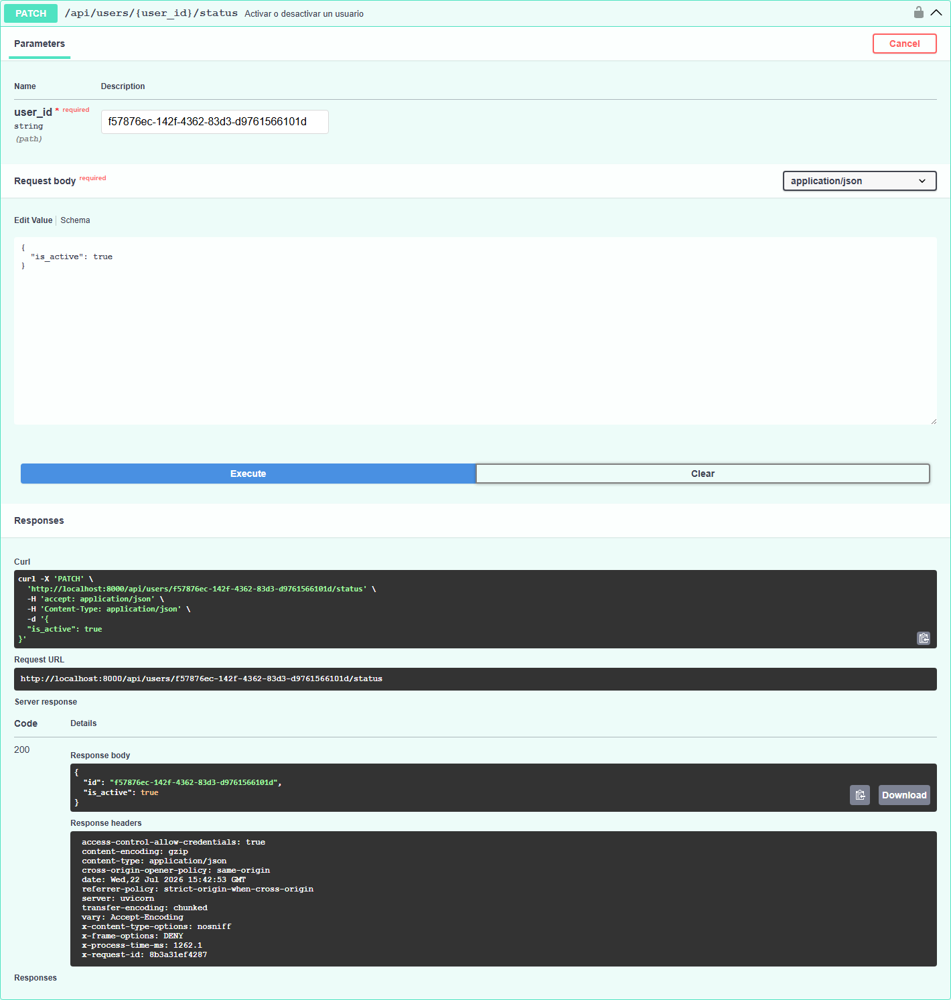 PATCH /api/users/{user_id}/status Activar o desactivar un usuario
Parameters
Cancel
Name Description
user_id * required
string
(path)
f57876ec-142f-4362-83d3-d9761566101d
Request body required
application/json
Edit Value Schema
{
  "is_active": true
}
Execute Clear
Responses
Curl
curl -X 'PATCH' \
  'http://localhost:8000/api/users/f57876ec-142f-4362-83d3-d9761566101d/status' \
  -H 'accept: application/json' \
  -H 'Content-Type: application/json' \
  -d '{
  "is_active": true
}'
Request URL
http://localhost:8000/api/users/f57876ec-142f-4362-83d3-d9761566101d/status
Server response
Code Details
200
Response body
{
  "id": "f57876ec-142f-4362-83d3-d9761566101d",
  "is_active": true
}
Download
Response headers
access-control-allow-credentials: true
content-encoding: gzip
content-type: application/json
cross-origin-opener-policy: same-origin
date: Wed,22 Jul 2026 15:42:53 GMT
referrer-policy: strict-origin-when-cross-origin
server: uvicorn
transfer-encoding: chunked
vary: Accept-Encoding
x-content-type-options: nosniff
x-frame-options: DENY
x-process-time-ms: 1262.1
x-request-id: 8b3a31ef4287
Responses